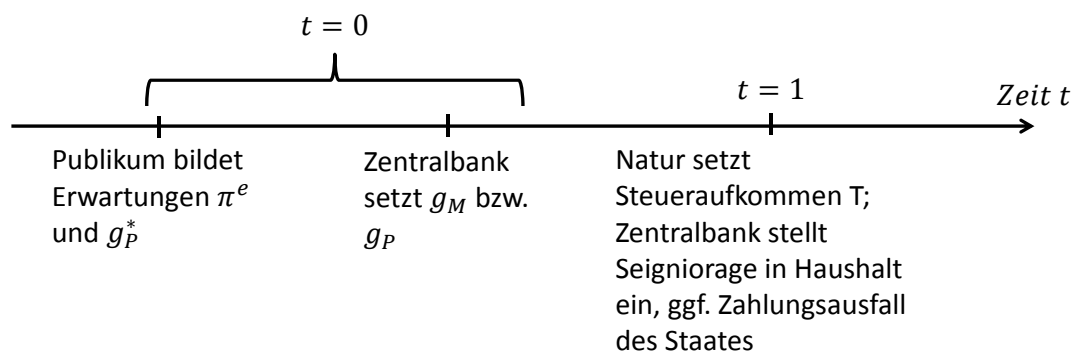 t = 0
t = 1
Zeit t
Publikum bildet
Erwartungen π^e
und g_P^*
Zentralbank
setzt g_M bzw.
g_P
Natur setzt
Steueraufkommen T;
Zentralbank stellt
Seigniorage in Haushalt
ein, ggf. Zahlungsausfall
des Staates